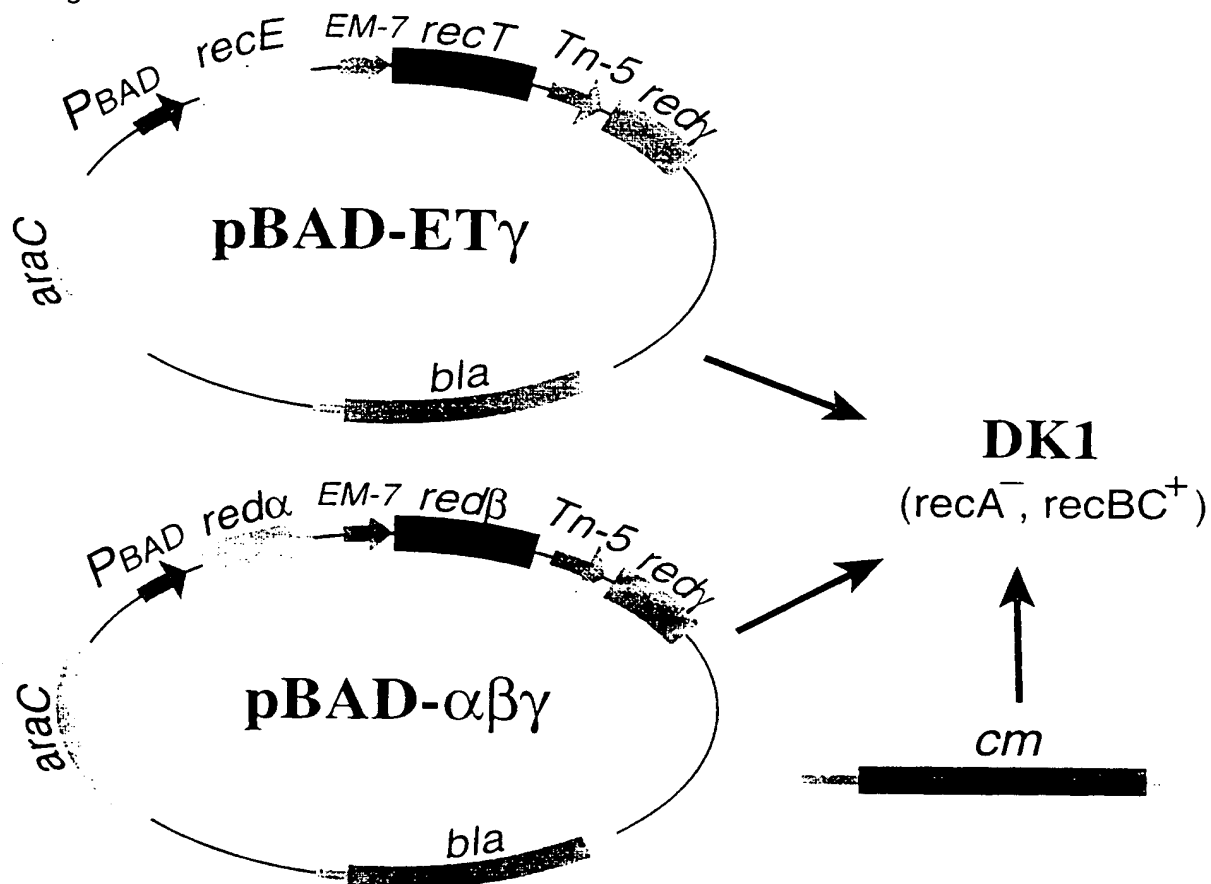 PBAD recE EM-7 recT Tn-5 redγ
araC
pBAD-ETγ
bla
DK1
(recA⁻, recBC⁺)
PBAD redα EM-7 redβ Tn-5 redγ
araC
pBAD-αβγ
cm
bla